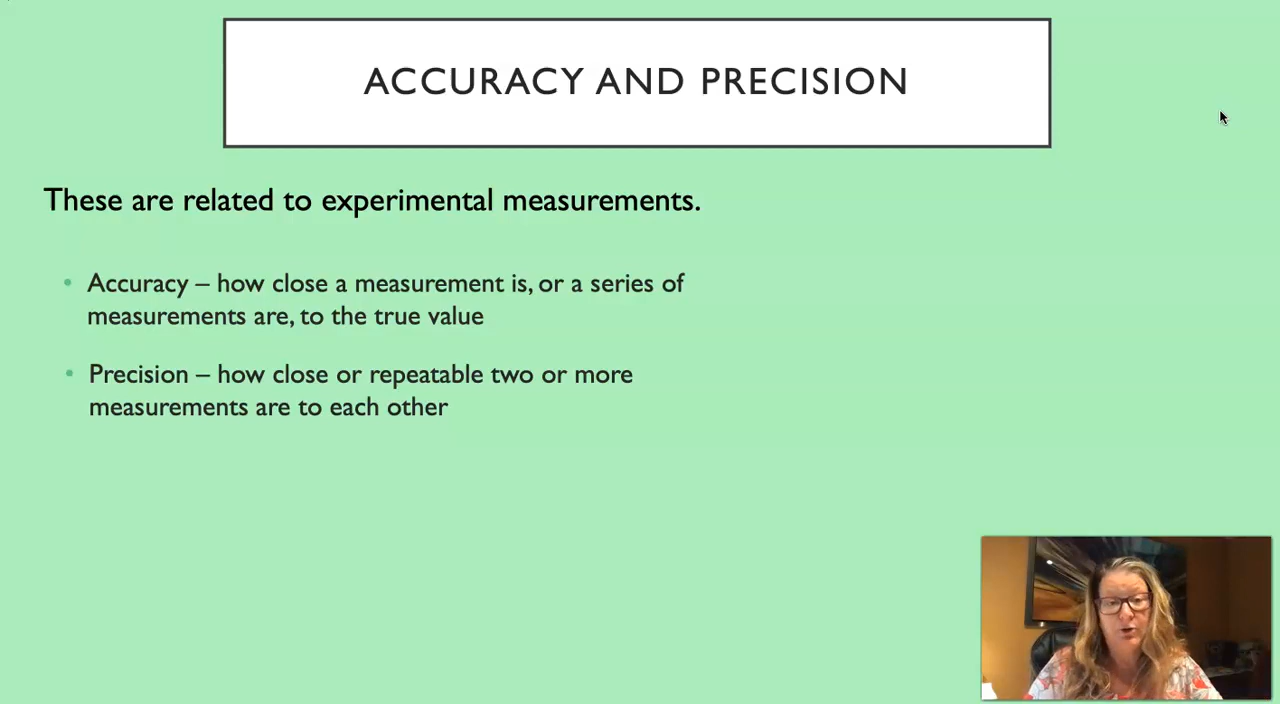 ACCURACY AND PRECISION
These are related to experimental measurements.
• Accuracy – how close a measurement is, or a series of
measurements are, to the true value
• Precision – how close or repeatable two or more
measurements are to each other